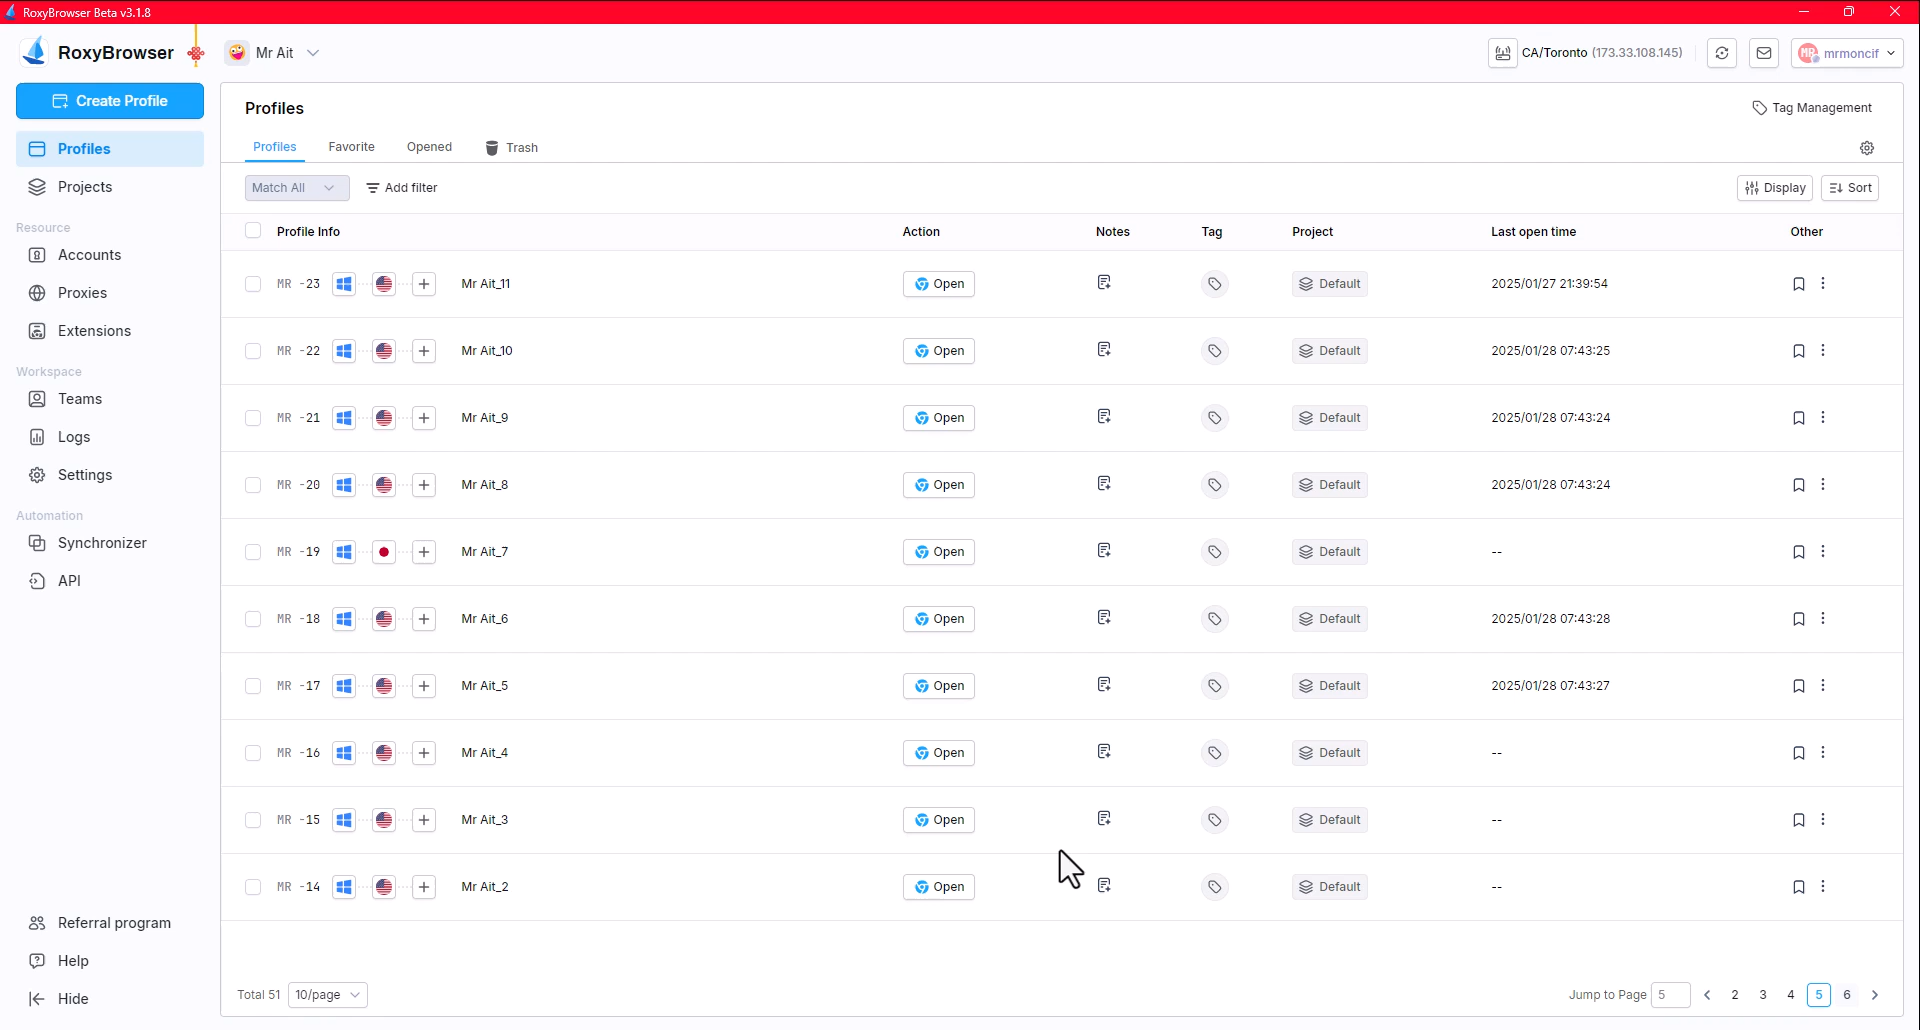 RoxyBrowser Beta v3.1.8
RoxyBrowser
Mr Ait
CA/Toronto (173.33.108.145)
MR
mrmoncif
Create Profile
Profiles
Projects
Resource
Accounts
Proxies
Extensions
Workspace
Teams
Logs
Settings
Automation
Synchronizer
API
Referral program
Help
Hide
Profiles
Tag Management
Profiles Favorite Opened Trash
Match All Add filter Display Sort
Profile Info Action Notes Tag Project Last open time Other
MR -23 Mr Ait_11 Open Default 2025/01/27 21:39:54
MR -22 Mr Ait_10 Open Default 2025/01/28 07:43:25
MR -21 Mr Ait_9 Open Default 2025/01/28 07:43:24
MR -20 Mr Ait_8 Open Default 2025/01/28 07:43:24
MR -19 Mr Ait_7 Open Default --
MR -18 Mr Ait_6 Open Default 2025/01/28 07:43:28
MR -17 Mr Ait_5 Open Default 2025/01/28 07:43:27
MR -16 Mr Ait_4 Open Default --
MR -15 Mr Ait_3 Open Default --
MR -14 Mr Ait_2 Open Default --
Total 51 10/page Jump to Page 5 2 3 4 5 6